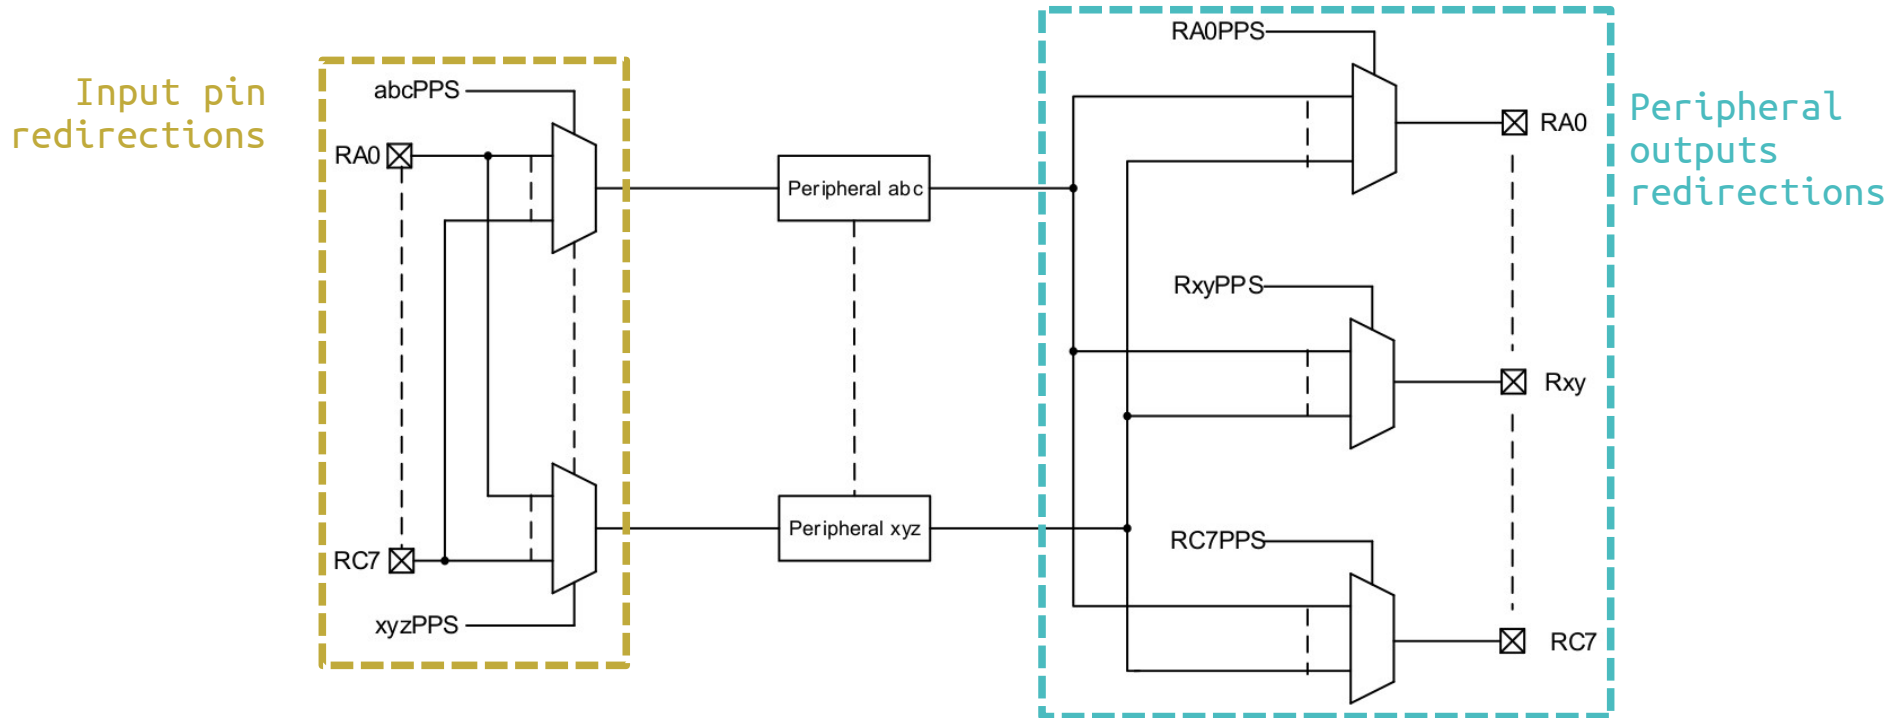 Input pin
redirections
abcPPS
RA0
RC7
xyzPPS
Peripheral abc
Peripheral xyz
RA0PPS
RA0
RxyPPS
Rxy
RC7PPS
RC7
Peripheral
outputs
redirections